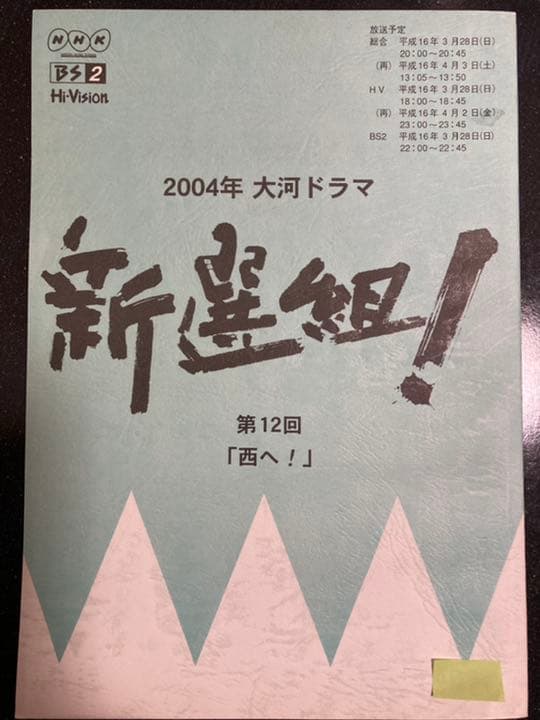 NHK
BS2
Hi-Vision
放送予定
総合 平成16年3月28日(日)
20:00~20:45
(再) 平成16年4月3日(土)
13:05~13:50
HV 平成16年3月28日(日)
18:00~18:45
(再) 平成16年4月2日(金)
23:00~23:45
BS2 平成16年3月28日(日)
22:00~22:45
2004年 大河ドラマ
新選組!
第12回
「西へ!」